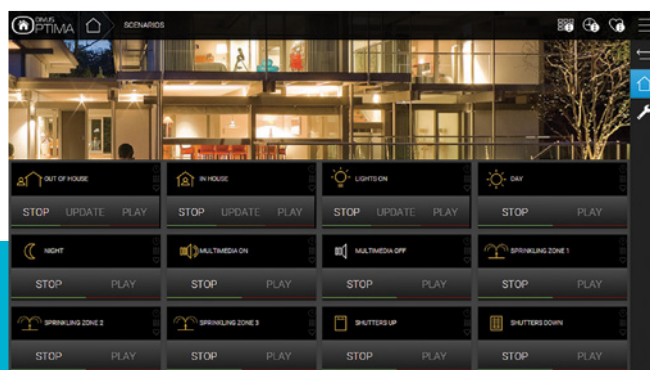 DIVUS
OPTIMA
SCENARIOS
OUT OF HOUSE
IN HOUSE
LIGHTS ON
DAY
STOP UPDATE PLAY
STOP UPDATE PLAY
STOP UPDATE PLAY
STOP PLAY
NIGHT
MULTIMEDIA ON
MULTIMEDIA OFF
SPRINKLING ZONE 1
STOP PLAY
STOP PLAY
STOP PLAY
STOP PLAY
SPRINKLING ZONE 2
SPRINKLING ZONE 3
SHUTTERS UP
SHUTTERS DOWN
STOP PLAY
STOP PLAY
STOP PLAY
STOP PLAY